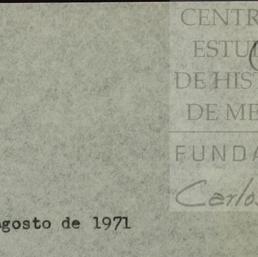 CENTR
ESTU
DE HIS
DE ME
FUNDA
Carlos
agosto de 1971